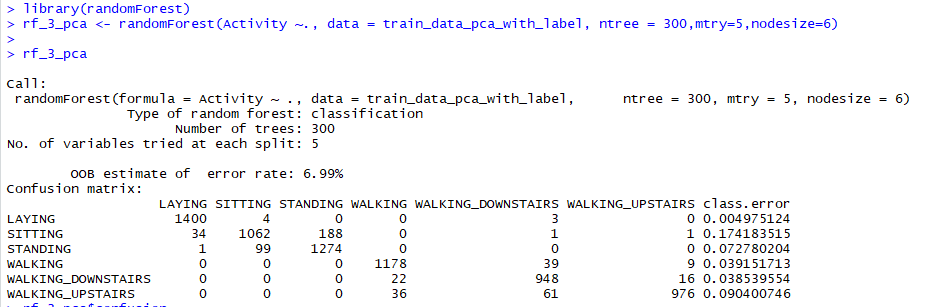 > library(randomForest)
> rf_3_pca <- randomForest(Activity ~., data = train_data_pca_with_label, ntree = 300,mtry=5,nodesize=6)
>
> rf_3_pca
Call:
randomForest(formula = Activity ~ ., data = train_data_pca_with_label, ntree = 300, mtry = 5, nodesize = 6)
Type of random forest: classification
Number of trees: 300
No. of variables tried at each split: 5
OOB estimate of error rate: 6.99%
Confusion matrix:
LAYING SITTING STANDING WALKING WALKING_DOWNSTAIRS WALKING_UPSTAIRS class.error
LAYING 1400 4 0 0 3 0 0.004975124
SITTING 34 1062 188 0 1 1 0.174183515
STANDING 1 99 1274 0 0 0 0.072780204
WALKING 0 0 0 1178 39 9 0.039151713
WALKING_DOWNSTAIRS 0 0 0 22 948 16 0.038539554
WALKING_UPSTAIRS 0 0 0 36 61 976 0.090400746